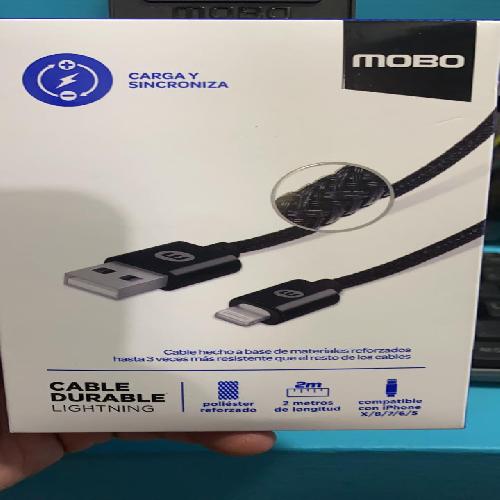 MOBO
CARGA Y
SINCRONIZA
MOBO
Cable hecho a base de materiales reforzados
hasta 3 veces más resistente que el resto de los cables
CABLE
DURABLE
LIGHTNING
poliéster
reforzado
2m
2 metros
de longitud
compatible
con iPhone
X/8/7/6/5